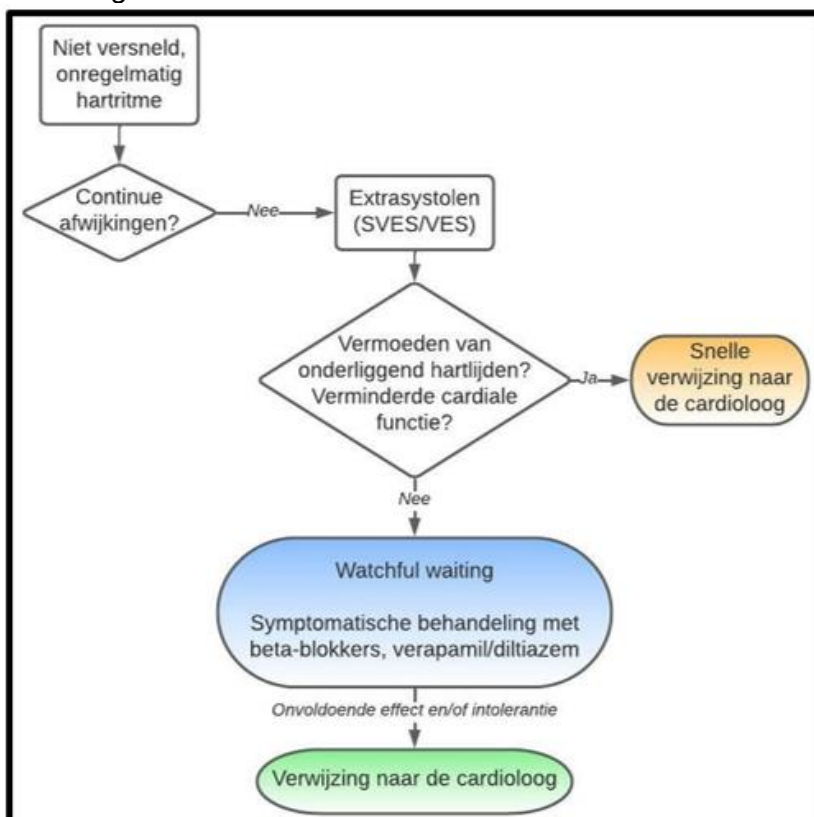 Niet versneld,
onregelmatig
hartritme
Continue
afwijkingen?
Nee
Extrasystolen
(SVES/VES)
Vermoeden van
onderliggend hartlijden?
Verminderde cardiale
functie?
Ja
Snelle
verwijzing naar
de cardioloog
Nee
Watchful waiting
Symptomatische behandeling met
beta-blokkers, verapamil/diltiazem
Onvoldoende effect en/of intolerantie
Verwijzing naar de cardioloog